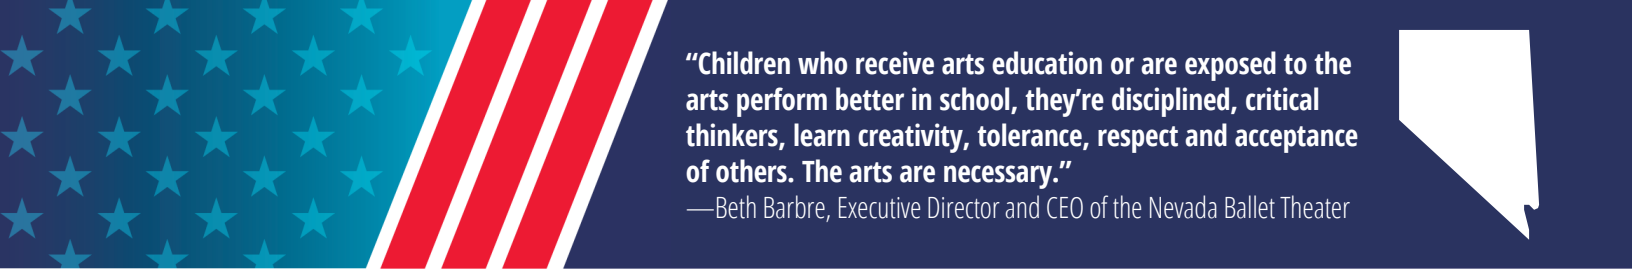 “Children who receive arts education or are exposed to the
arts perform better in school, they’re disciplined, critical
thinkers, learn creativity, tolerance, respect and acceptance
of others. The arts are necessary.”
—Beth Barbre, Executive Director and CEO of the Nevada Ballet Theater